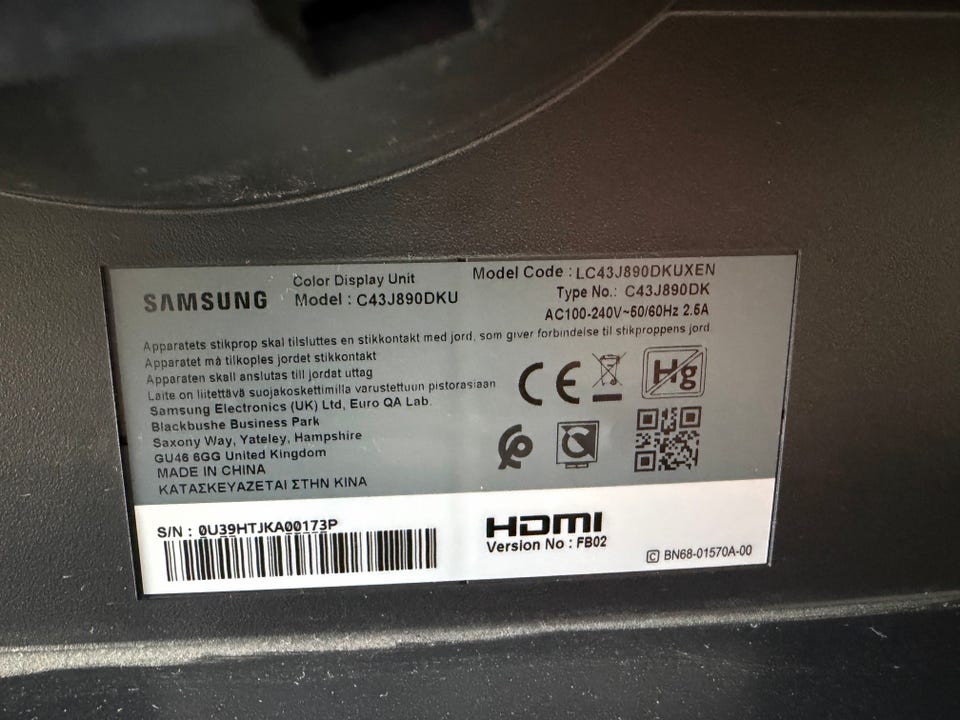 SAMSUNG
Color Display Unit
Model : C43J890DKU
Model Code : LC43J890DKUXEN
Type No.: C43J890DK
AC100-240V~50/60Hz 2.5A
Apparatets stikprop skal tilsluttes en stikkontakt med jord, som giver forbindelse til stikproppens jord.
Apparatet må tilkoples jordet stikkontakt
Apparaten skall anslutas till jordat uttag
Laite on liitettävä suojakoskettimilla varustettuun pistorasiaan
Samsung Electronics (UK) Ltd, Euro QA Lab.
Blackbushe Business Park
Saxony Way, Yateley, Hampshire
GU46 6GG United Kingdom
MADE IN CHINA
ΚΑΤΑΣΚΕΥΑΖΕΤΑΙ ΣΤΗΝ ΚΙΝΑ
CE
Hg
S/N : 0U39HTJKA00173P
HDMI
Version No : FB02
C BN68-01570A-00